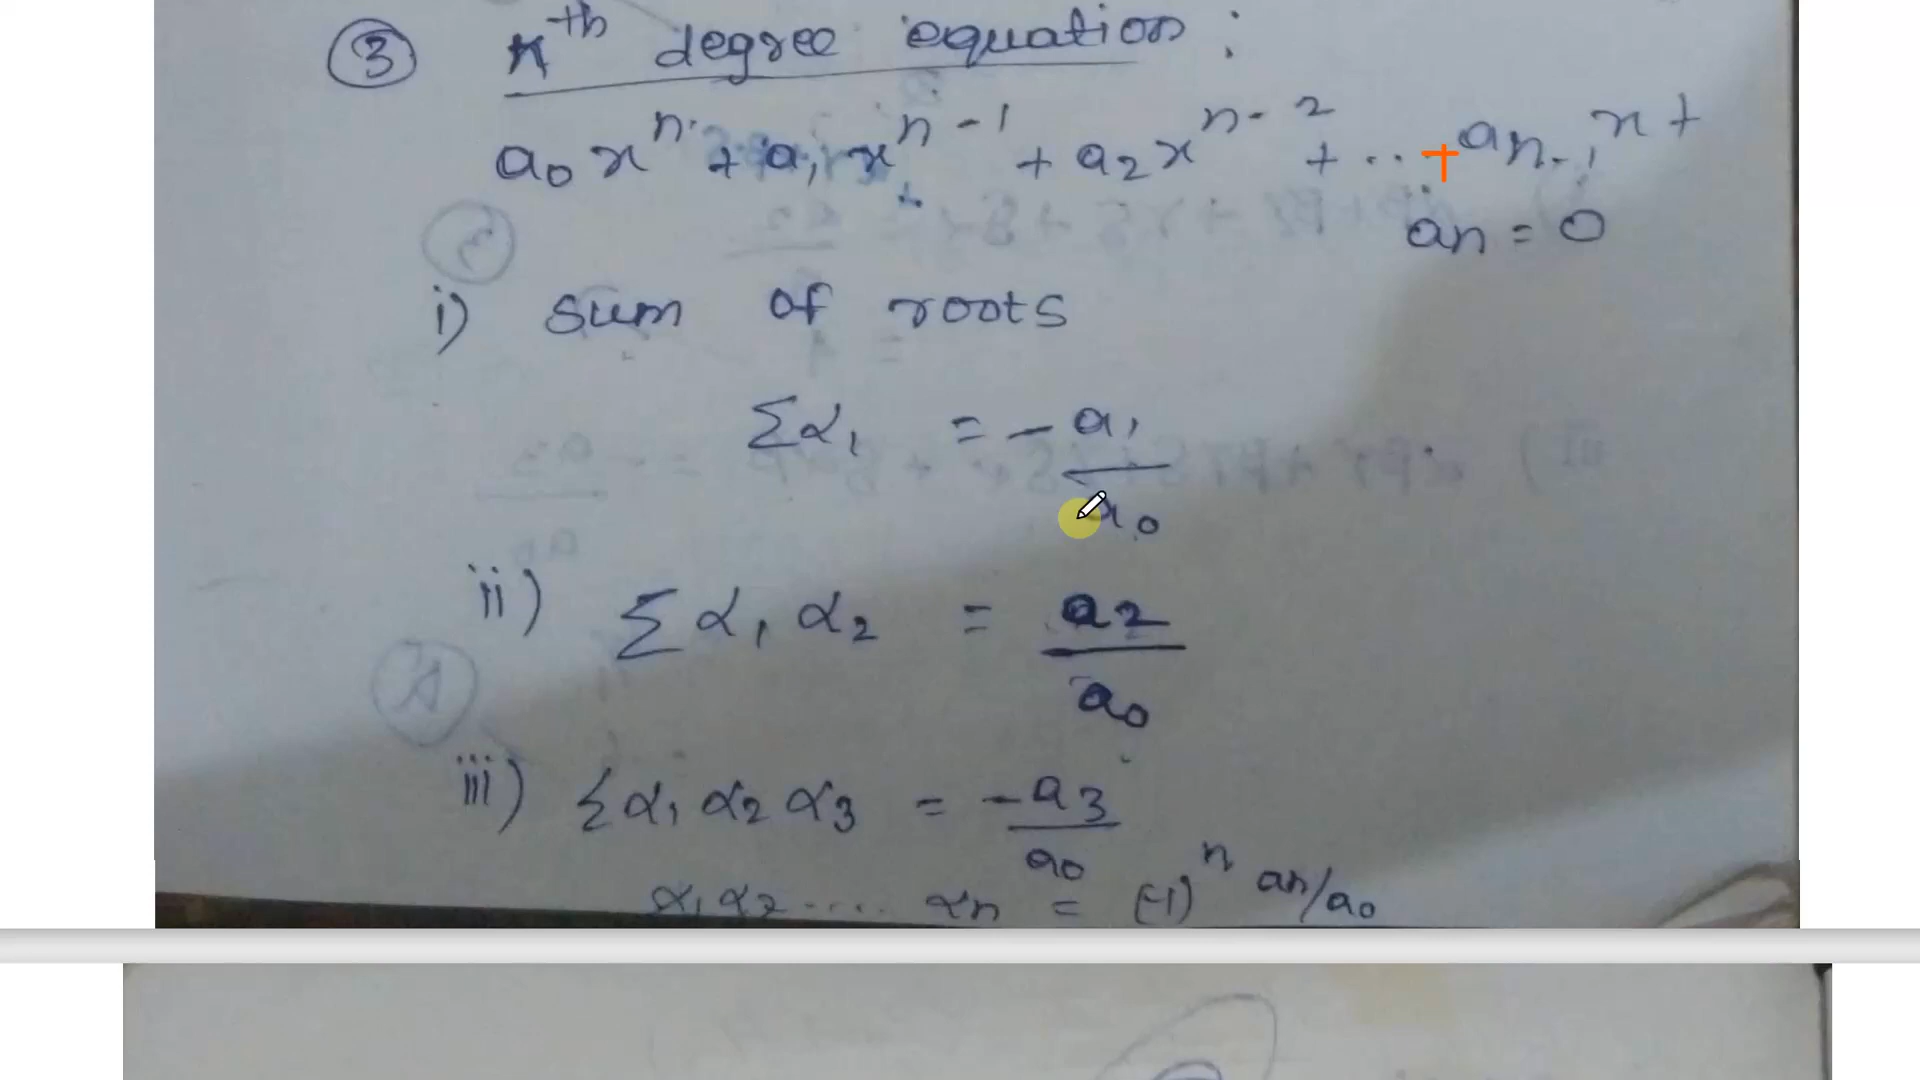 ③ nth degree equation :
a₀xⁿ + a₁xⁿ⁻¹ + a₂xⁿ⁻² + ... + aₙ₋₁x +
aₙ = 0
i) sum of roots
Σα₁ = -a₁/a₀
ii) Σα₁α₂ = a₂/a₀
iii) Σα₁α₂α₃ = -a₃/a₀
α₁α₂.... αₙ = (-1)ⁿ aₙ/a₀